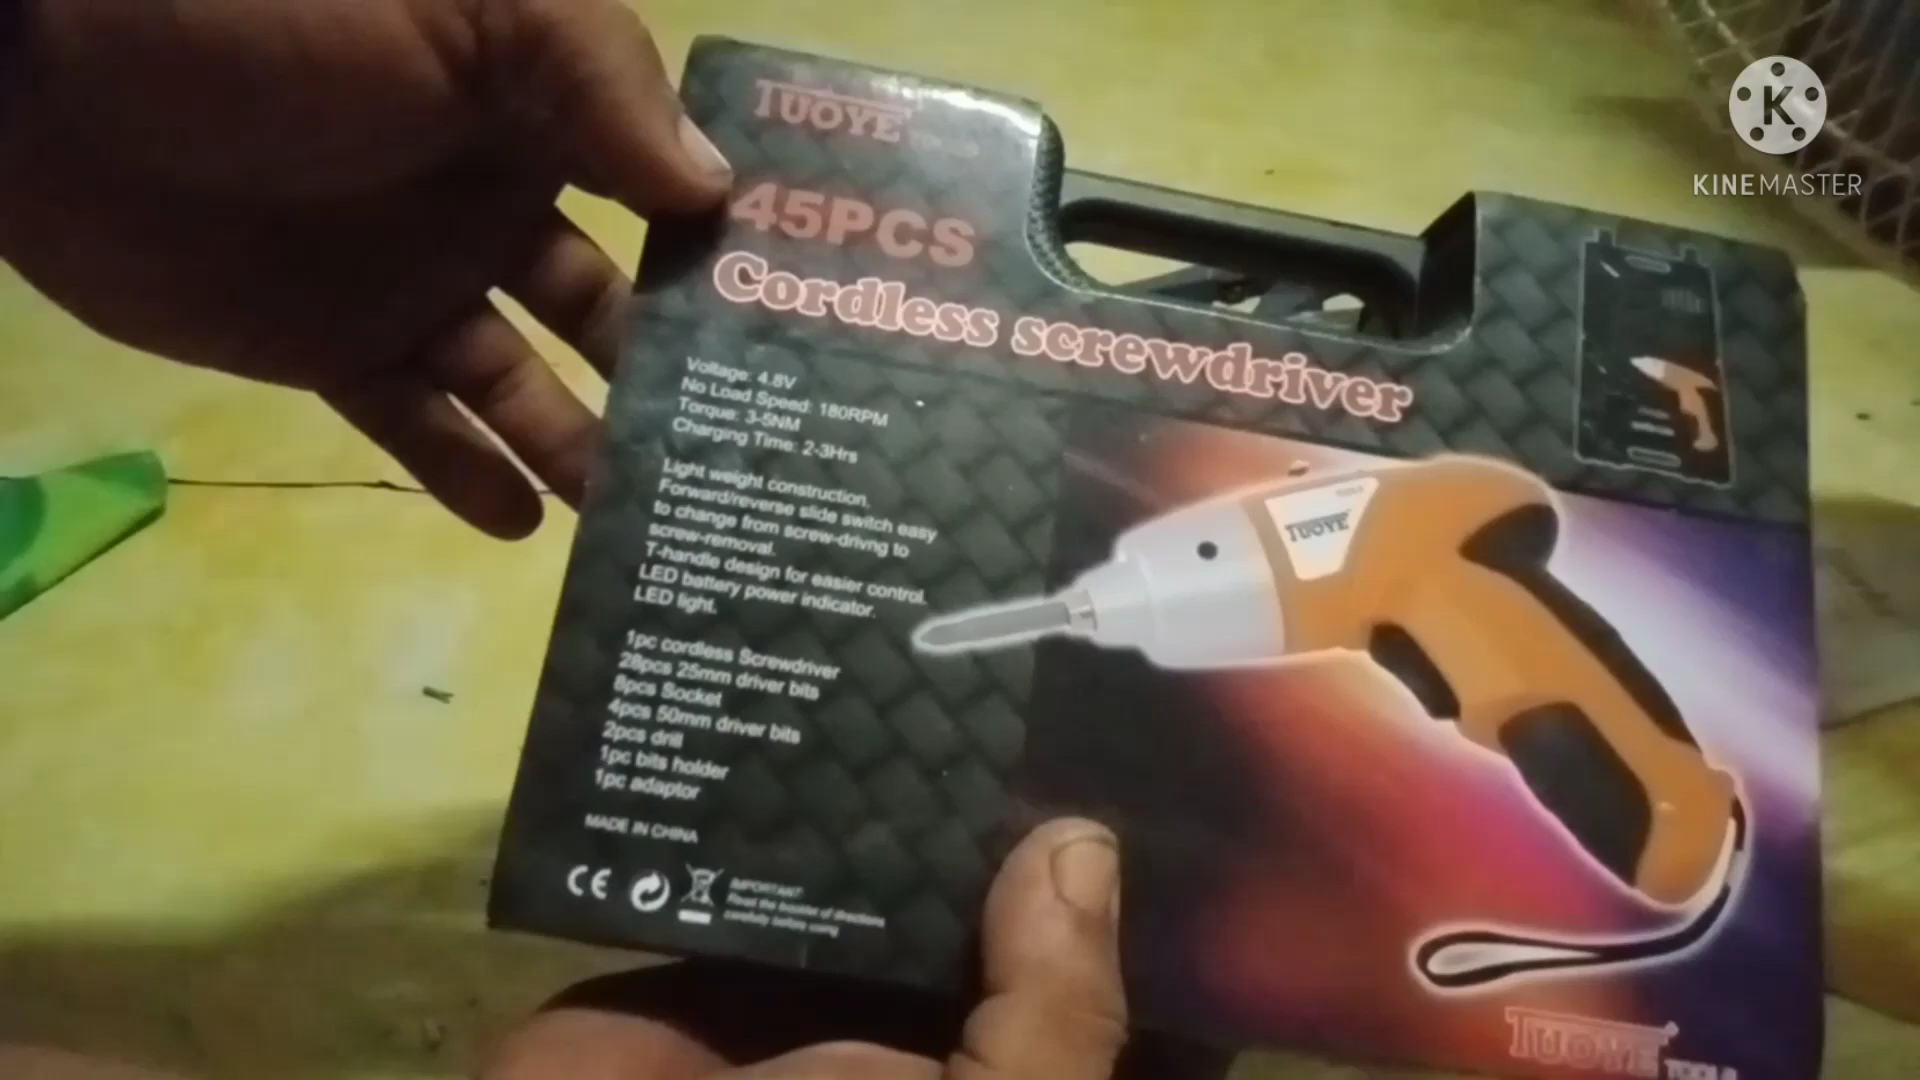 TUOYE
45PCS
Cordless screwdriver
Voltage: 4.8V
No Load Speed: 180RPM
Torque: 3-5NM
Charging Time: 2-3Hrs
Light weight construction.
Forward/reverse slide switch easy
to change from screw-drivng to
screw-removal.
T-handle design for easier control.
LED battery power indicator.
LED light.
1pc cordless Screwdriver
28pcs 25mm driver bits
8pcs Socket
4pcs 50mm driver bits
2pcs drill
1pc bits holder
1pc adaptor
MADE IN CHINA
CE
IMPORTANT:
Read the booklet of directions
carefully before using
TUOYE
TUOYE TOOLS
K
KINEMASTER